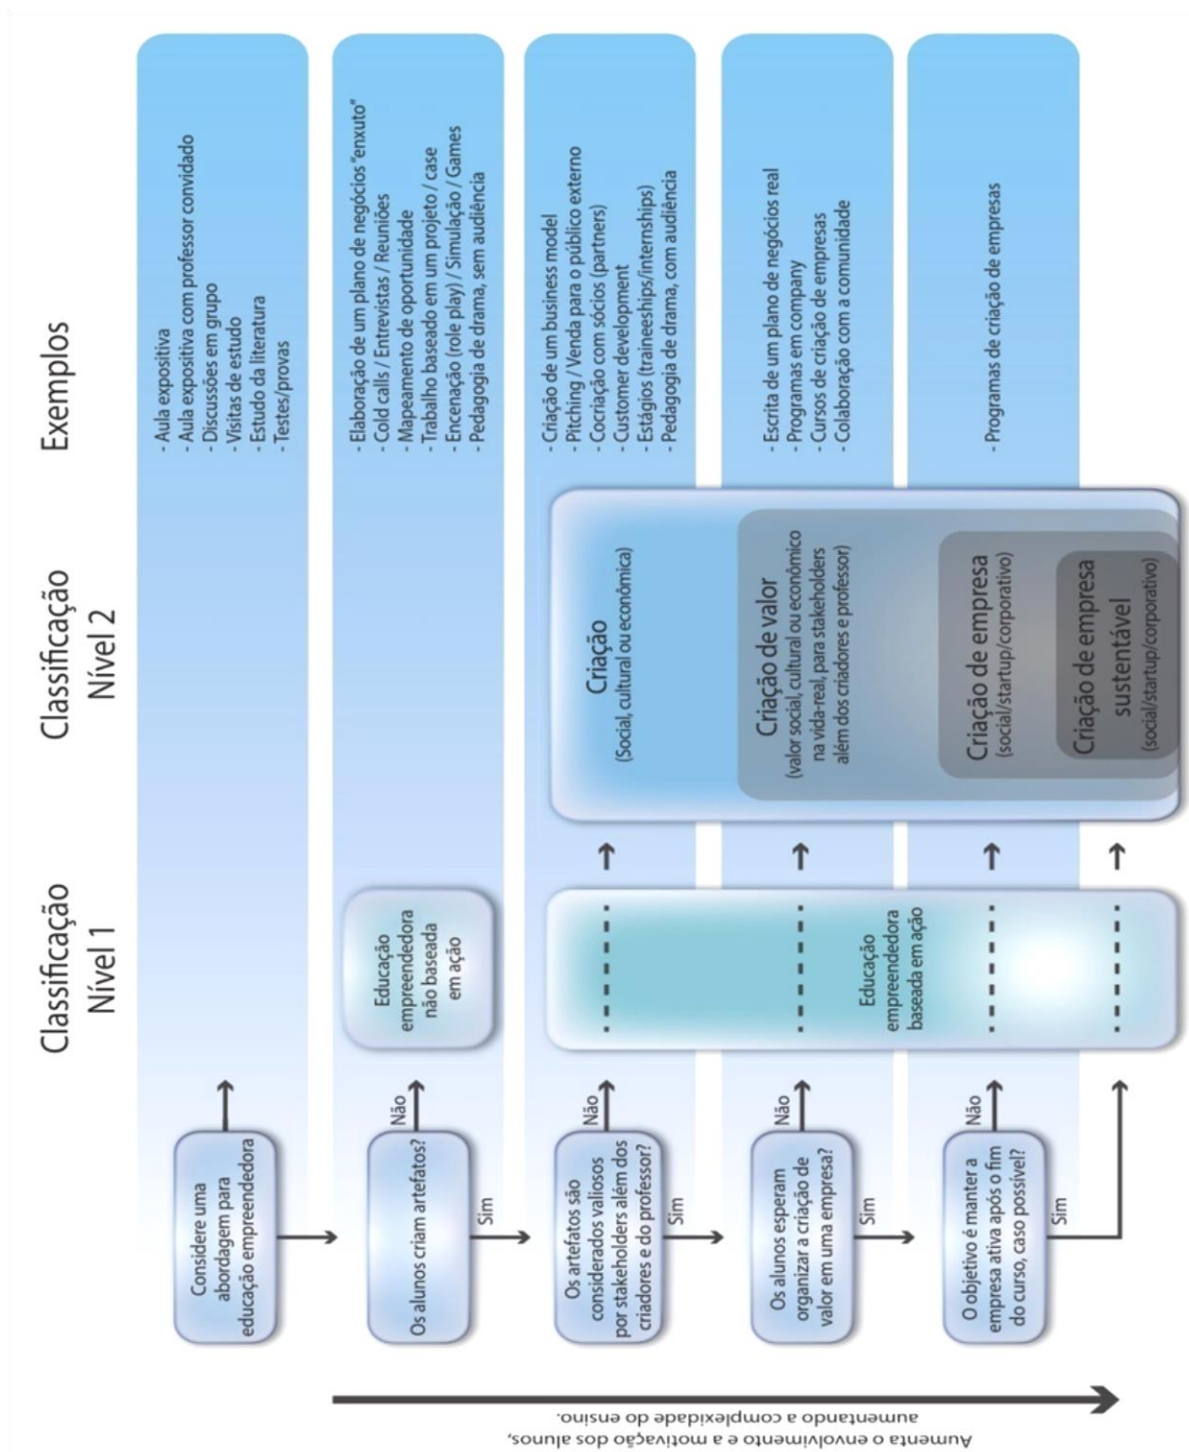 Classificação
Nível 1
Classificação
Nível 2
Exemplos
Considere uma
abordagem para
educação empreendedora
- Aula expositiva
- Aula expositiva com professor convidado
- Discussões em grupo
- Visitas de estudo
- Estudo da literatura
- Testes/provas
Os alunos criam artefatos?
Não
Sim
Educação
empreendedora
não baseada
em ação
- Elaboração de um plano de negócios “enxuto”
- Cold calls / Entrevistas / Reuniões
- Mapeamento de oportunidade
- Trabalho baseado em um projeto / case
- Encenação (role play) / Simulação / Games
- Pedagogia de drama, sem audiência
Os artefatos são
considerados valiosos
por stakeholders além dos
criadores e do professor?
Não
Sim
Criação
(Social, cultural ou econômica)
- Criação de um business model
- Pitching / Venda para o público externo
- Cocriação com sócios (partners)
- Customer development
- Estágios (traineeships/internships)
- Pedagogia de drama, com audiência
Os alunos esperam
organizar a criação de
valor em uma empresa?
Não
Sim
Educação
empreendedora
baseada em ação
Criação de valor
(valor social, cultural ou econômico
na vida-real, para stakeholders
além dos criadores e professor)
- Escrita de um plano de negócios real
- Programas em company
- Cursos de criação de empresas
- Colaboração com a comunidade
O objetivo é manter a
empresa ativa após o fim
do curso, caso possível?
Não
Sim
Criação de empresa
(social/startup/corporativo)
- Programas de criação de empresas
Criação de empresa
sustentável
(social/startup/corporativo)
Aumenta o envolvimento e a motivação dos alunos,
aumentando a complexidade do ensino.